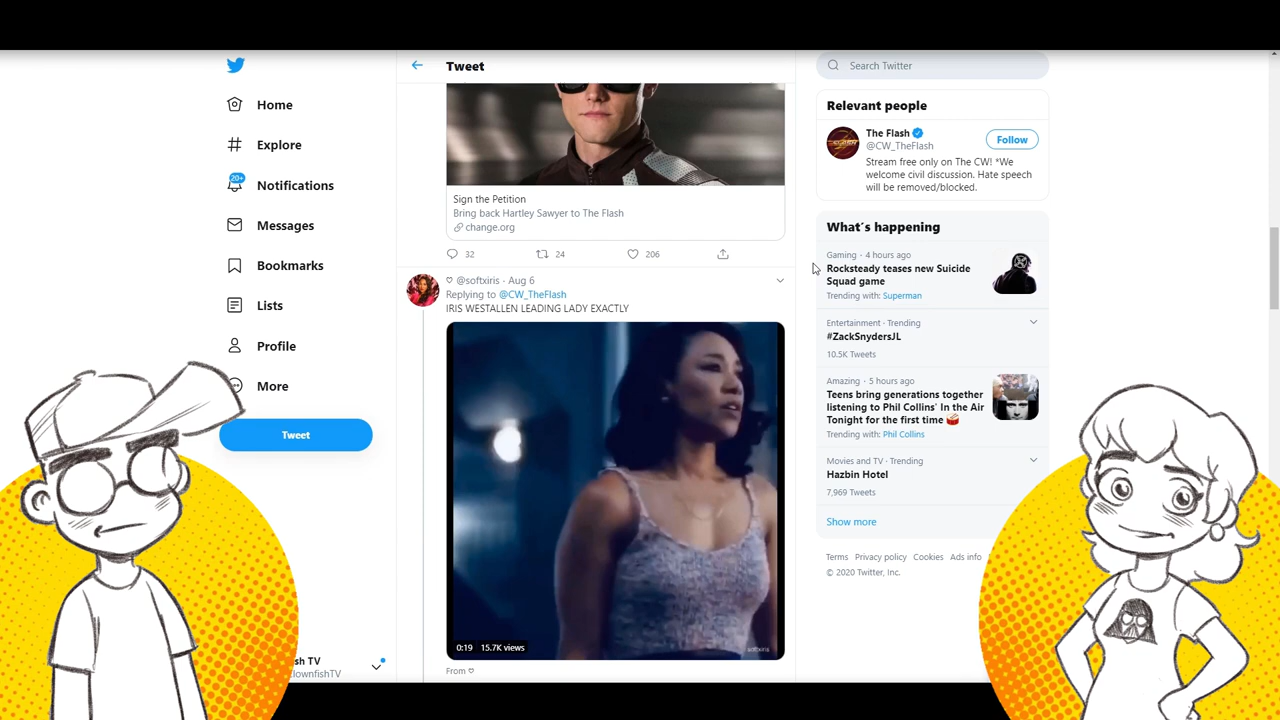 Home
Explore
20+
Notifications
Messages
Bookmarks
Lists
Profile
More
Tweet
sh TV
lownfishTV
Tweet
Sign the Petition
Bring back Hartley Sawyer to The Flash
change.org
32 24 206
♡ @softxiris · Aug 6
Replying to @CW_TheFlash
IRIS WESTALLEN LEADING LADY EXACTLY
0:19 15.7K views
softxiris
From ♡
Search Twitter
Relevant people
The Flash
@CW_TheFlash
Follow
Stream free only on The CW! *We
welcome civil discussion. Hate speech
will be removed/blocked.
What's happening
Gaming · 4 hours ago
Rocksteady teases new Suicide
Squad game
Trending with: Superman
Entertainment · Trending
#ZackSnydersJL
10.5K Tweets
Amazing · 5 hours ago
Teens bring generations together
listening to Phil Collins' In the Air
Tonight for the first time 🥁
Trending with: Phil Collins
Movies and TV · Trending
Hazbin Hotel
7,969 Tweets
Show more
Terms Privacy policy Cookies Ads info
© 2020 Twitter, Inc.